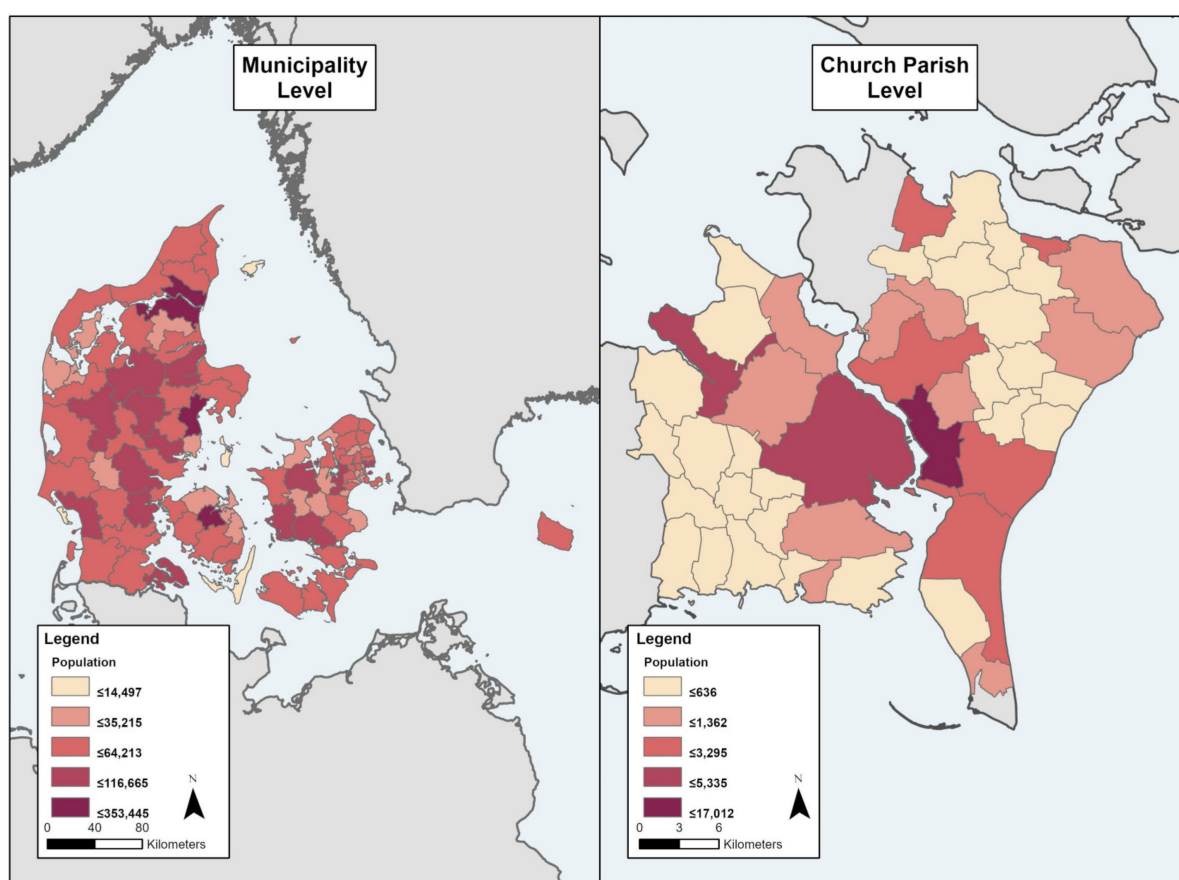 Municipality
Level
Legend
Population
≤14,497
≤35,215
≤64,213
≤116,665
≤353,445
N
0 40 80
Kilometers
Church Parish
Level
Legend
Population
≤636
≤1,362
≤3,295
≤5,335
≤17,012
N
0 3 6
Kilometers